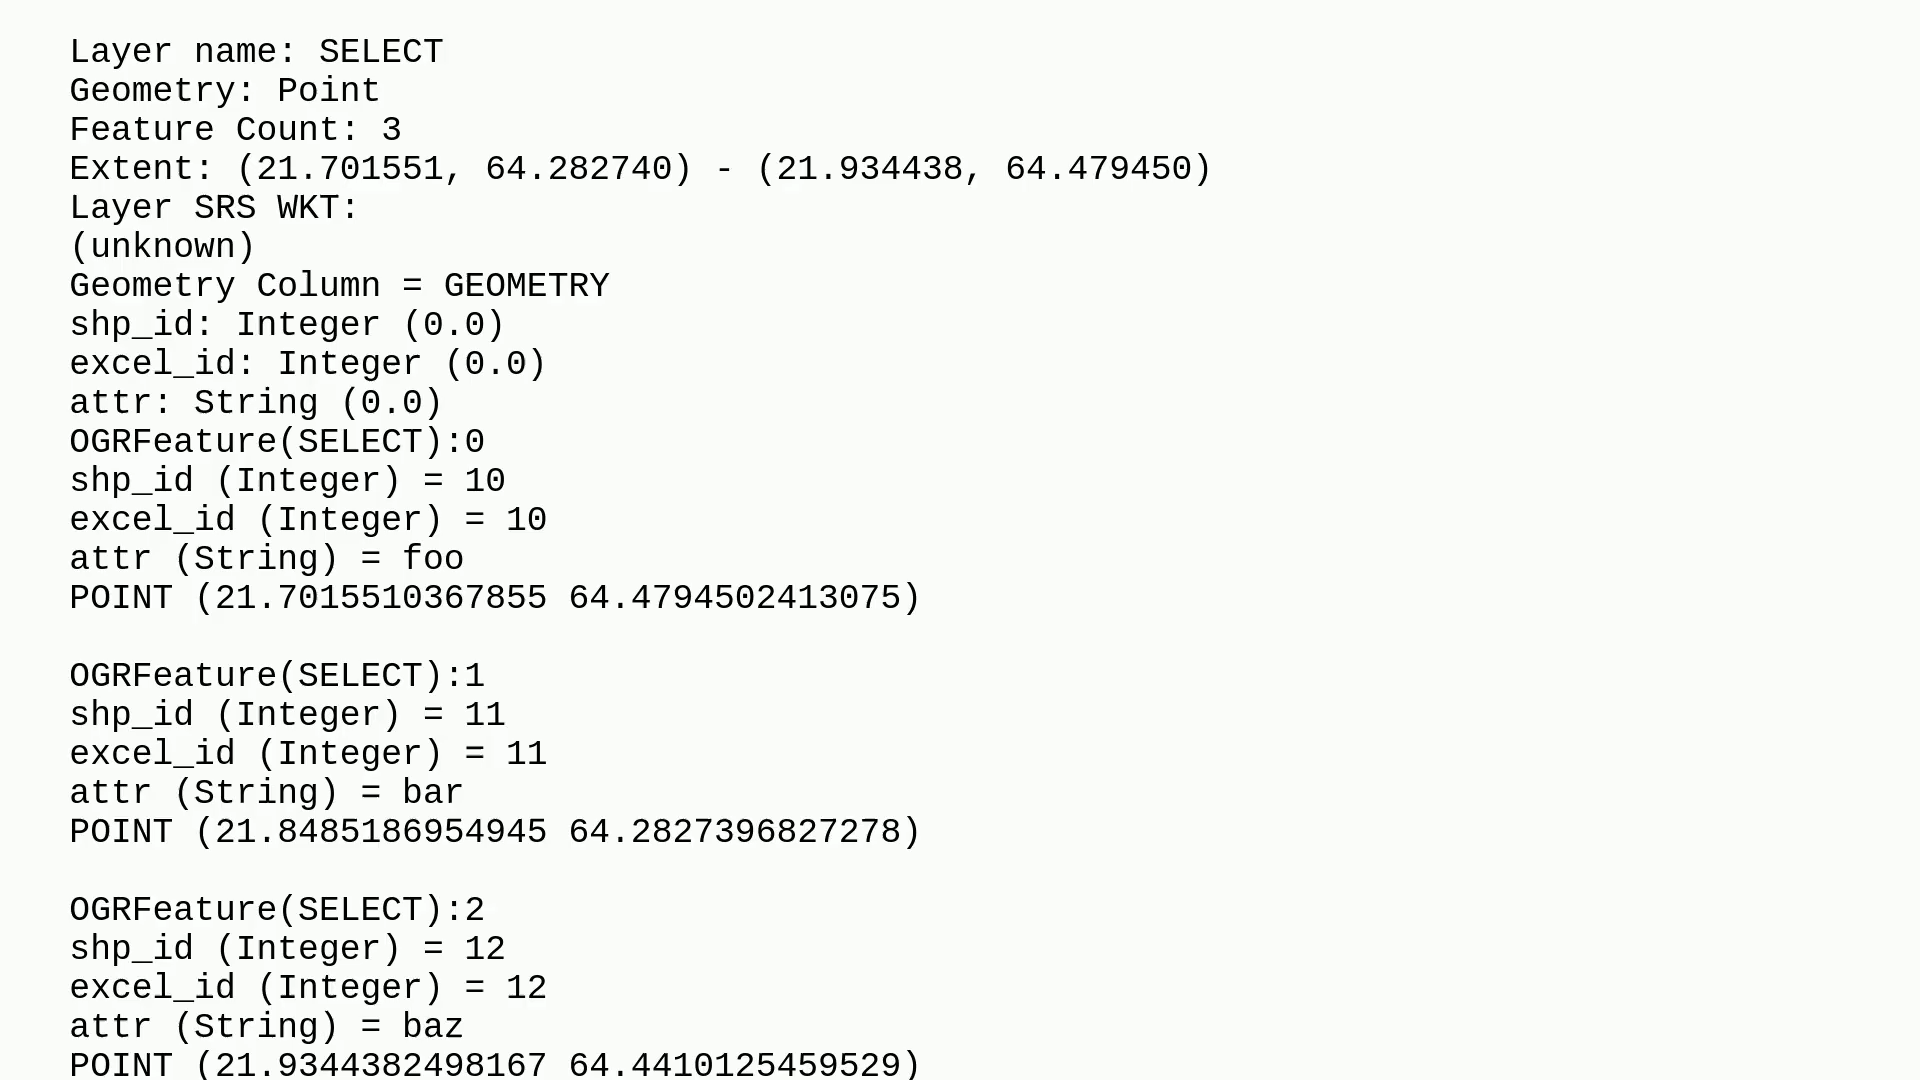 Layer name: SELECT
Geometry: Point
Feature Count: 3
Extent: (21.701551, 64.282740) - (21.934438, 64.479450)
Layer SRS WKT:
(unknown)
Geometry Column = GEOMETRY
shp_id: Integer (0.0)
excel_id: Integer (0.0)
attr: String (0.0)
OGRFeature(SELECT):0
shp_id (Integer) = 10
excel_id (Integer) = 10
attr (String) = foo
POINT (21.7015510367855 64.4794502413075)

OGRFeature(SELECT):1
shp_id (Integer) = 11
excel_id (Integer) = 11
attr (String) = bar
POINT (21.8485186954945 64.2827396827278)

OGRFeature(SELECT):2
shp_id (Integer) = 12
excel_id (Integer) = 12
attr (String) = baz
POINT (21.9344382498167 64.4410125459529)